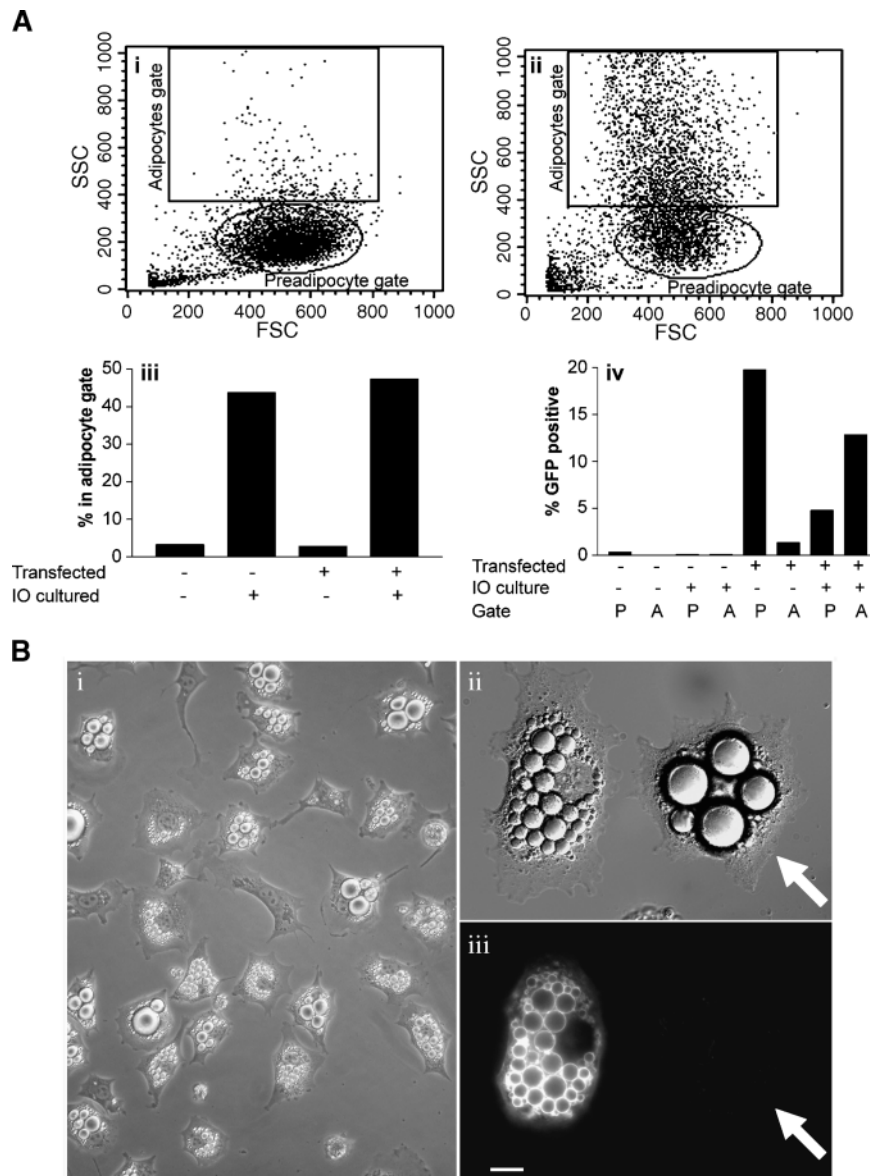 A
i
Adipocytes gate
SSC
1000
800
600
400
200
0
Preadipocyte gate
0 200 400 600 800 1000
FSC
ii
Adipocytes gate
SSC
1000
800
600
400
200
0
Preadipocyte gate
0 200 400 600 800 1000
FSC
iii
% in adipocyte gate
50
40
30
20
10
0
Transfected - - + +
IO cultured - + - +
iv
% GFP positive
20
15
10
5
0
Transfected - - - - + + + +
IO culture - - + + - - + +
Gate P A P A P A P A
B
i
ii
iii